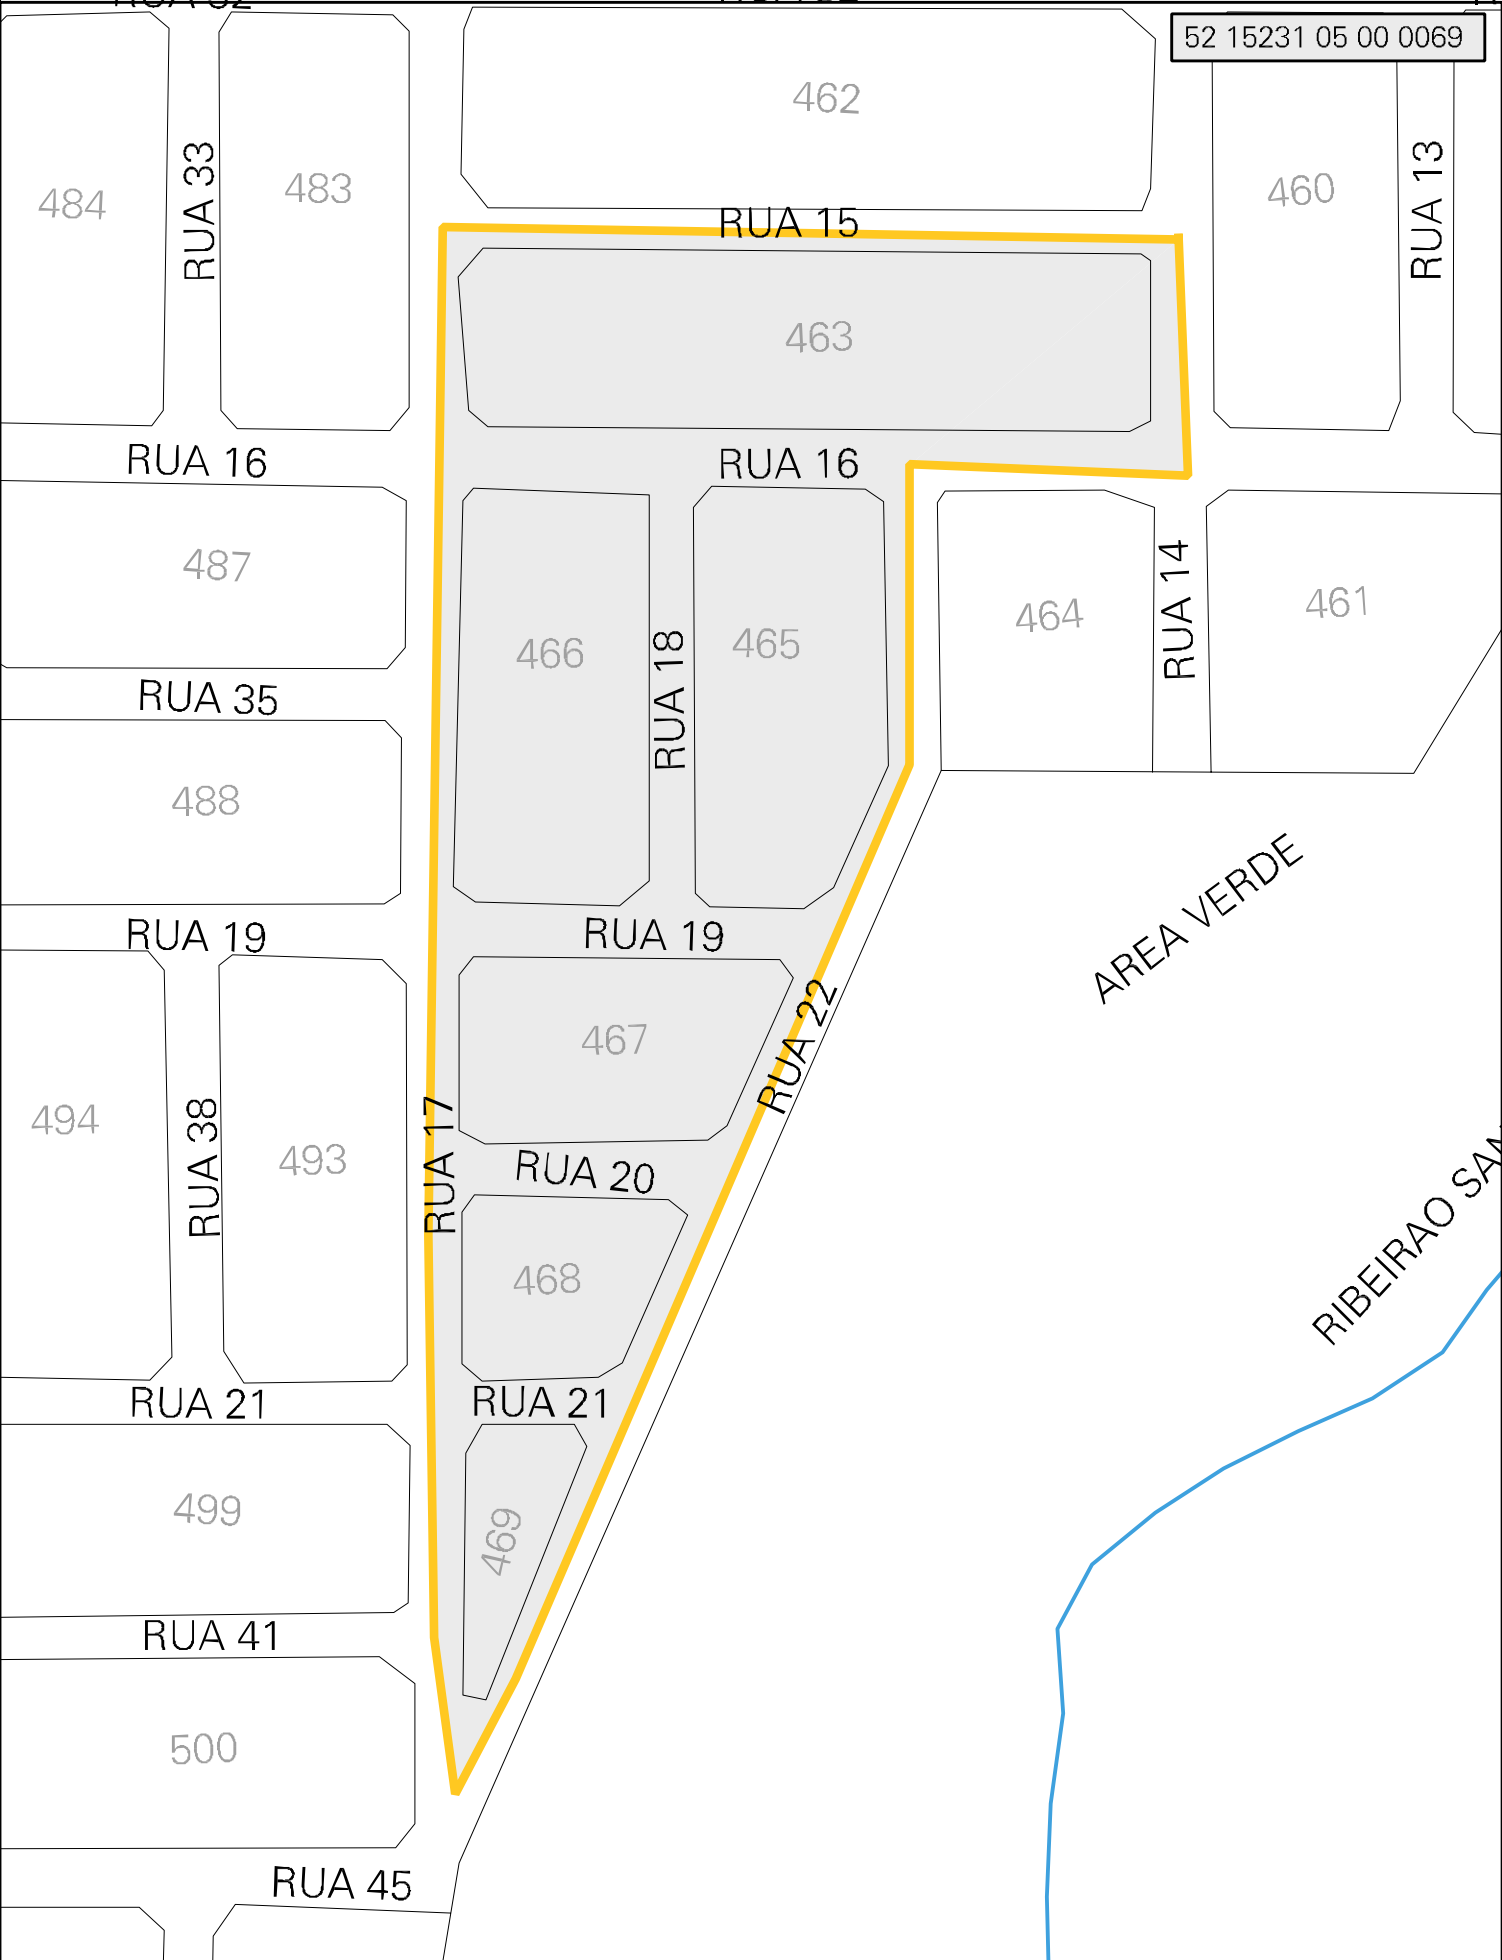 52 15231 05 00 0069
462
484
RUA 33
483
460
RUA 13
RUA 15
463
RUA 16
RUA 16
487
466
RUA 18
465
464
RUA 14
461
RUA 35
488
AREA VERDE
RUA 19
RUA 19
467
RUA 22
494
RUA 38
493
RUA 17
RUA 20
RIBEIRAO SAN
468
RUA 21
RUA 21
499
469
RUA 41
500
RUA 45